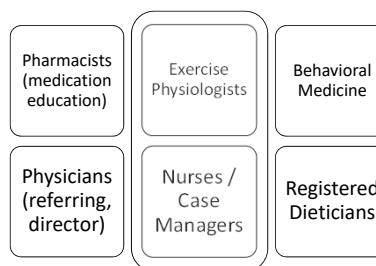 Pharmacists
(medication
education)
Exercise
Physiologists
Behavioral
Medicine
Physicians
(referring,
director)
Nurses /
Case
Managers
Registered
Dieticians